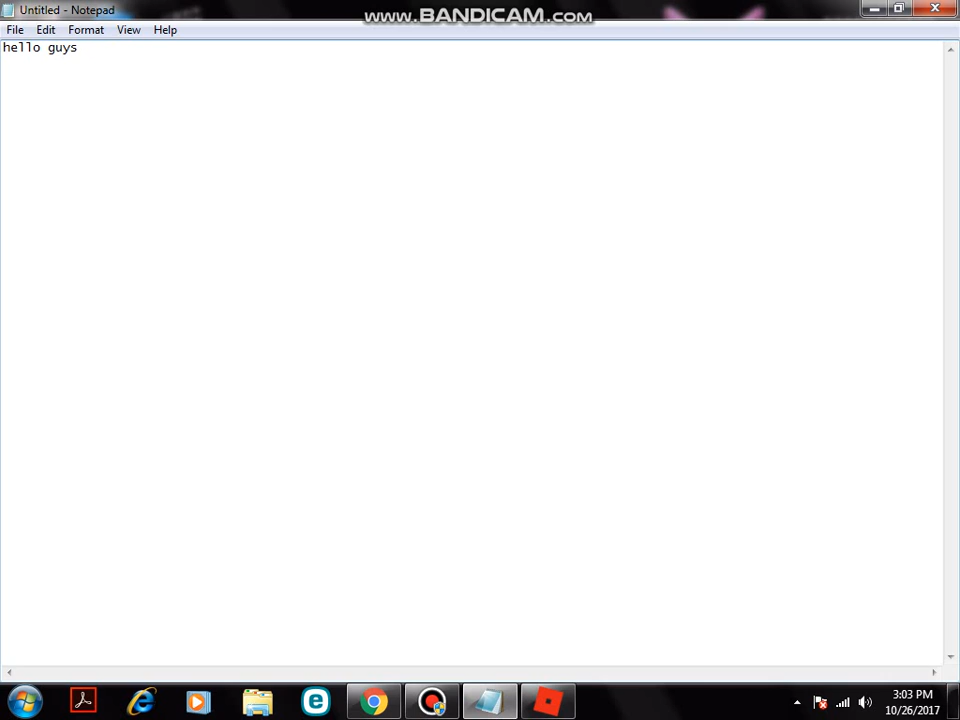 Untitled - Notepad
www.BANDICAM.com
File Edit Format View Help
hello guys
3:03 PM
10/26/2017